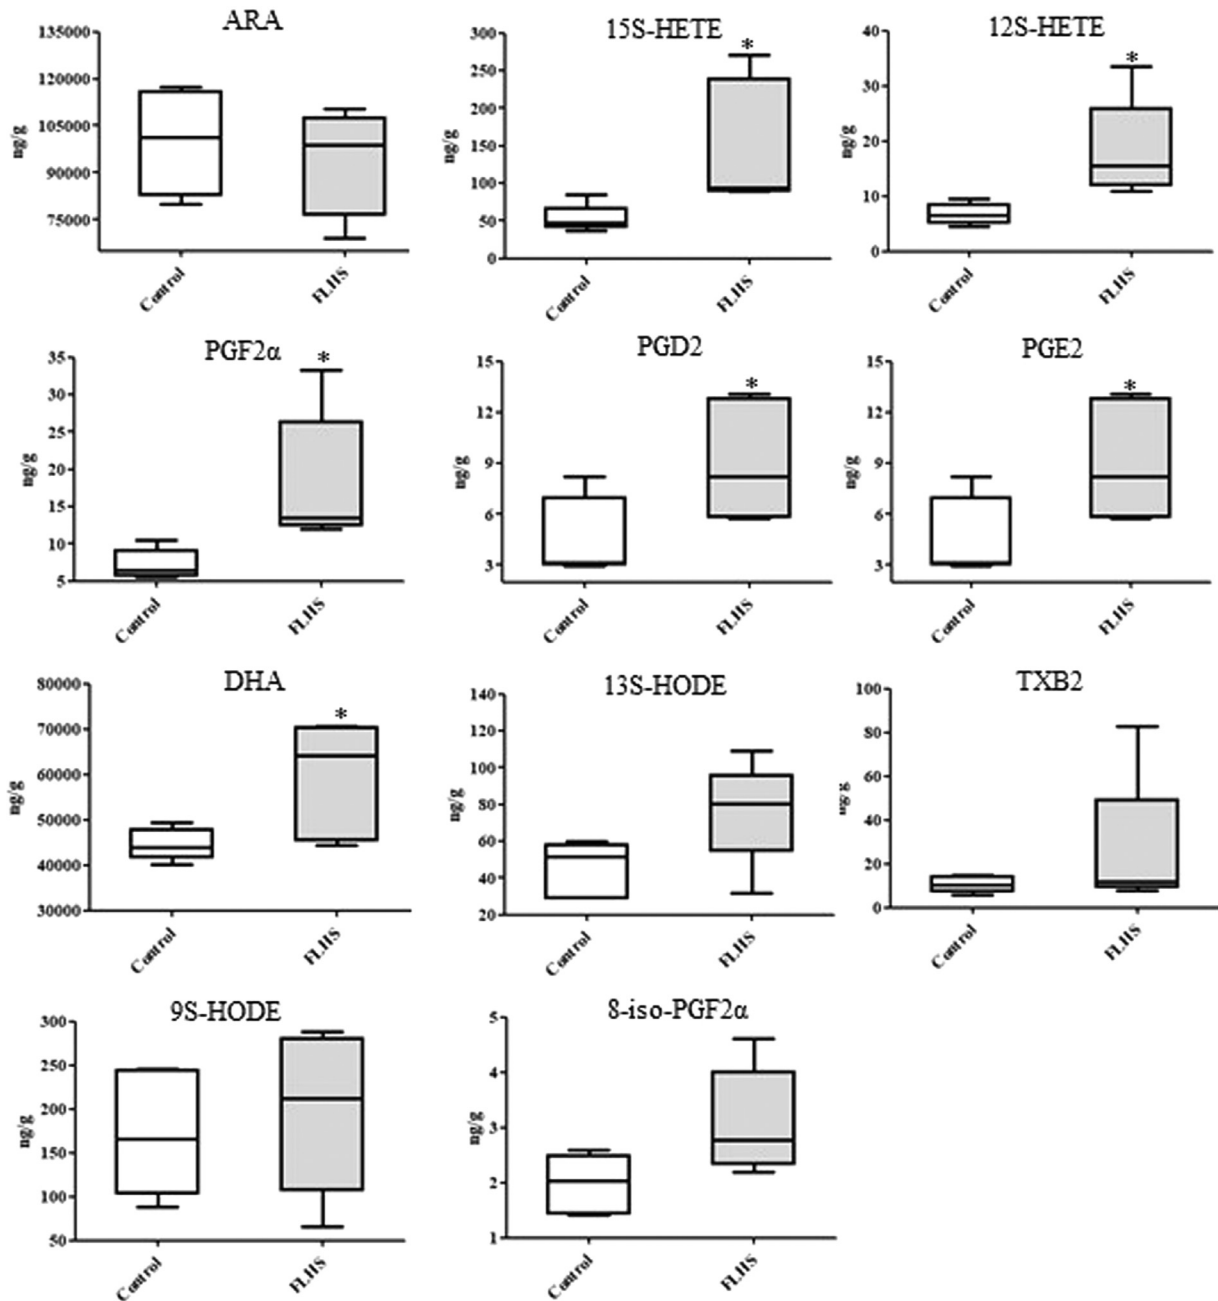 ARA
135000
120000
105000
90000
75000
ng/g
Control
FLHS
15S-HETE
*
300
250
200
150
100
50
0
ng/g
Control
FLHS
12S-HETE
*
40
30
20
10
0
ng/g
Control
FLHS
PGF2α
*
35
30
25
20
15
10
5
ng/g
Control
FLHS
PGD2
*
15
12
9
6
3
ng/g
Control
FLHS
PGE2
*
15
12
9
6
3
ng/g
Control
FLHS
DHA
*
80000
70000
60000
50000
40000
30000
ng/g
Control
FLHS
13S-HODE
140
120
100
80
60
40
20
ng/g
Control
FLHS
TXB2
100
80
60
40
20
0
ng/g
Control
FLHS
9S-HODE
300
250
200
150
100
50
ng/g
Control
FLHS
8-iso-PGF2α
5
4
3
2
1
ng/g
Control
FLHS